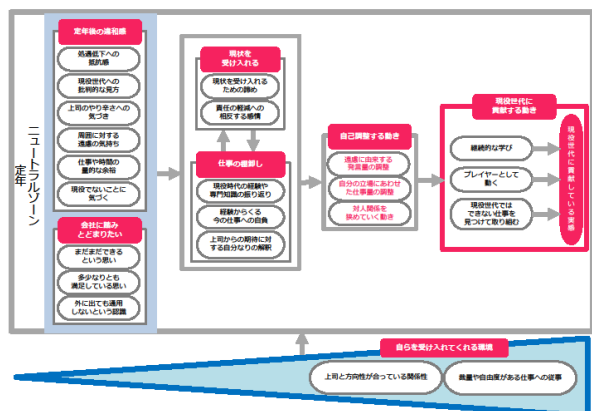 ニュートラルゾーン
定年
定年後の違和感
処遇低下への
抵抗感
現役世代への
批判的な見方
上司のやり辛さへの
気づき
周囲に対する
遠慮の気持ち
仕事や時間の
量的な余裕
現役でないことに
気づく
会社に踏み
とどまりたい
まだまだできる
という思い
多少なりとも
満足している思い
外に出ても通用
しないという認識
現状を
受け入れる
現状を受け入れる
ための諦め
責任の軽減への
相反する感情
仕事の棚卸し
現役時代の経験や
専門知識の振り返り
経験からくる
今の仕事への自負
上司からの期待に対
する自分なりの解釈
自己調整する動き
遠慮に由来する
発言量の調整
自分の立場にあわせ
た仕事量の調整
対人関係を
狭めていく動き
現役世代に
貢献する動き
継続的な学び
プレイヤーとして
動く
現役世代では
できない仕事を
見つけて取り組む
現役世代に
貢献している実感
自らを受け入れてくれる環境
上司と方向性が合っている関係性
裁量や自由度がある仕事への従事